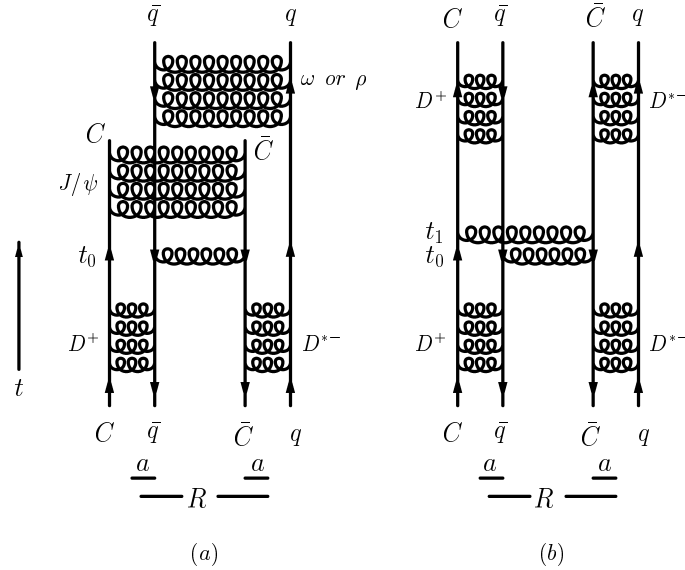 q̄ q C C̄
ω or ρ D⁺ D*⁻
C C̄
J/ψ
t₀ t₁
t₀
D⁺ D*⁻ D⁺ D*⁻
t
C q̄ C̄ q C q̄ C̄ q
a a a a
R R
(a) (b)
q̄ q